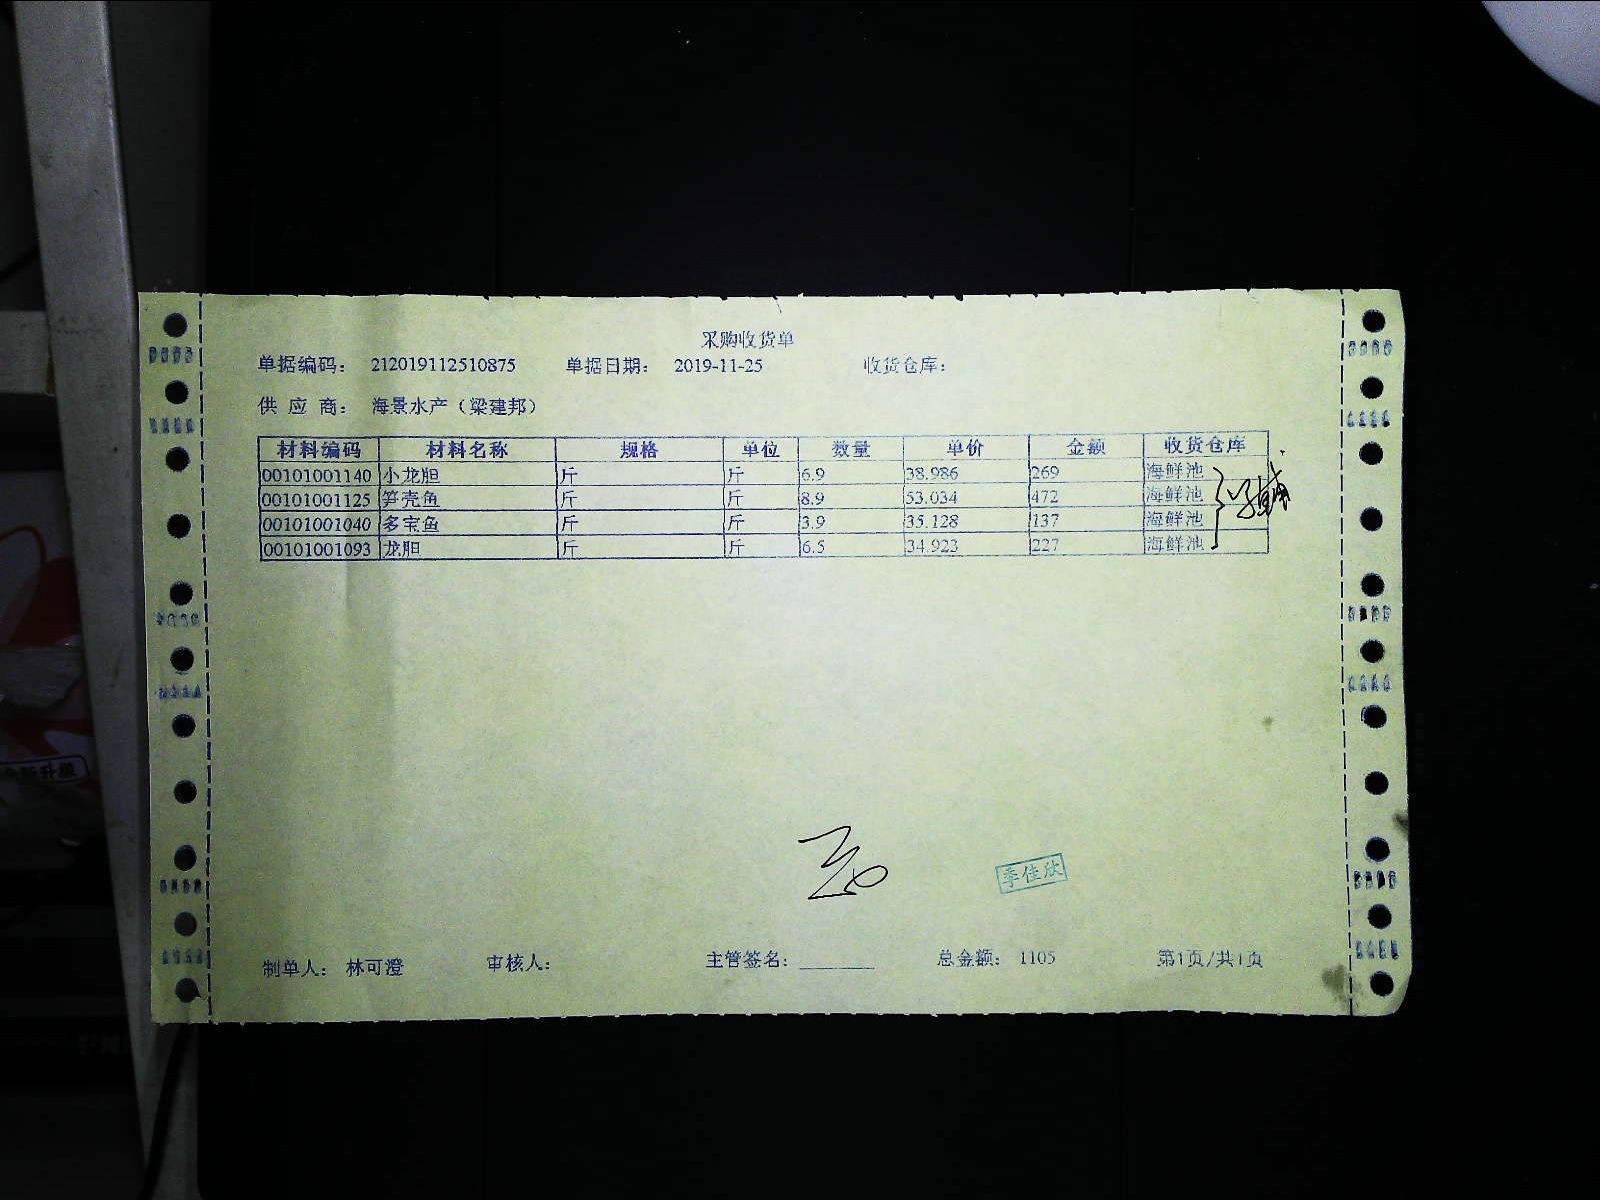 采购收货单
单据编码: 212019112510875 单据日期: 2019-11-25 收货仓库:
供应商: 海景水产(梁建邦)
材料编码 材料名称 规格 单位 数量 单价 金额 收货仓库
00101001140 小龙胆 斤 斤 6.9 38.986 269 海鲜池
00101001125 笋壳鱼 斤 斤 8.9 53.034 472 海鲜池
00101001040 多宝鱼 斤 斤 3.9 35.128 137 海鲜池
00101001093 龙胆 斤 斤 6.5 34.923 227 海鲜池
季佳欣
制单人: 林可澄 审核人: 主管签名: 总金额: 1105 第1页/共1页